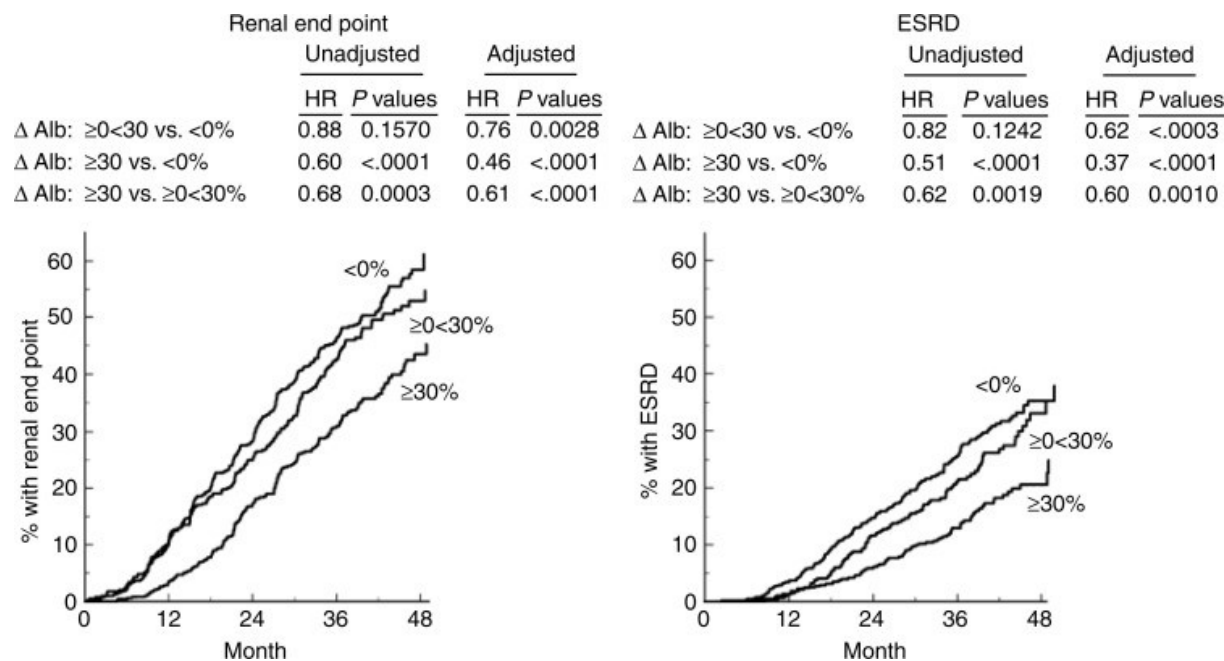 Renal end point
Unadjusted Adjusted
HR P values HR P values
Δ Alb: ≥0<30 vs. <0% 0.88 0.1570 0.76 0.0028
Δ Alb: ≥30 vs. <0% 0.60 <.0001 0.46 <.0001
Δ Alb: ≥30 vs. ≥0<30% 0.68 0.0003 0.61 <.0001
% with renal end point
60
50
40
30
20
10
0
<0%
≥0<30%
≥30%
0 12 24 36 48
Month
ESRD
Unadjusted Adjusted
HR P values HR P values
Δ Alb: ≥0<30 vs. <0% 0.82 0.1242 0.62 <.0003
Δ Alb: ≥30 vs. <0% 0.51 <.0001 0.37 <.0001
Δ Alb: ≥30 vs. ≥0<30% 0.62 0.0019 0.60 0.0010
% with ESRD
60
50
40
30
20
10
0
<0%
≥0<30%
≥30%
0 12 24 36 48
Month